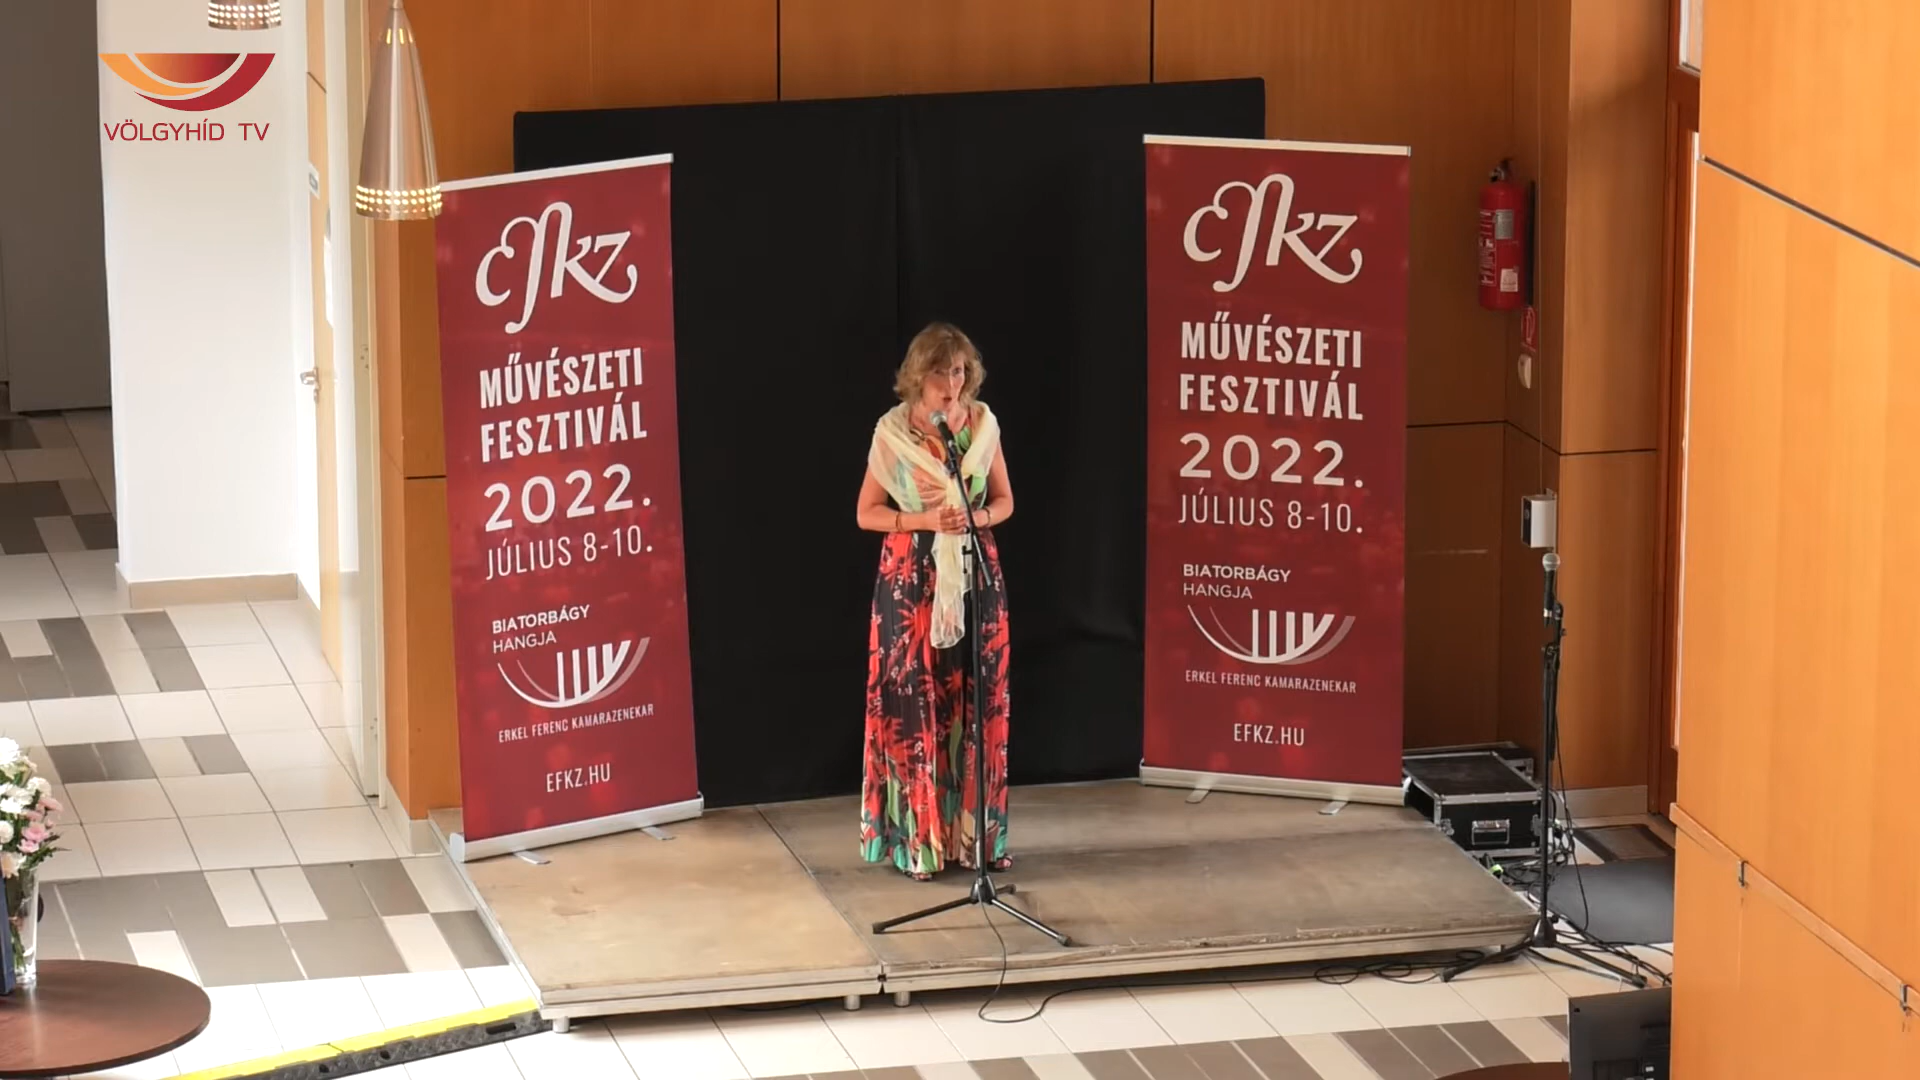 VÖLGYHÍD TV
efkz
MŰVÉSZETI
FESZTIVÁL
2022.
JÚLIUS 8-10.
BIATORBÁGY
HANGJA
ERKEL FERENC KAMARAZENEKAR
EFKZ.HU
efkz
MŰVÉSZETI
FESZTIVÁL
2022.
JÚLIUS 8-10.
BIATORBÁGY
HANGJA
ERKEL FERENC KAMARAZENEKAR
EFKZ.HU